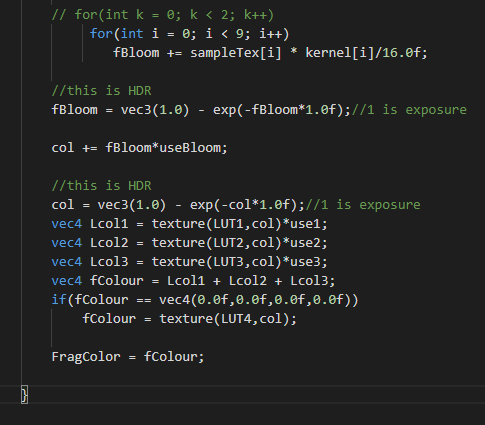 // for(int k = 0; k < 2; k++)
for(int i = 0; i < 9; i++)
fBloom += sampleTex[i] * kernel[i]/16.0f;
//this is HDR
fBloom = vec3(1.0) - exp(-fBloom*1.0f);//1 is exposure
col += fBloom*useBloom;
//this is HDR
col = vec3(1.0) - exp(-col*1.0f);//1 is exposure
vec4 Lcol1 = texture(LUT1,col)*use1;
vec4 Lcol2 = texture(LUT2,col)*use2;
vec4 Lcol3 = texture(LUT3,col)*use3;
vec4 fColour = Lcol1 + Lcol2 + Lcol3;
if(fColour == vec4(0.0f,0.0f,0.0f,0.0f))
fColour = texture(LUT4,col);
FragColor = fColour;
}